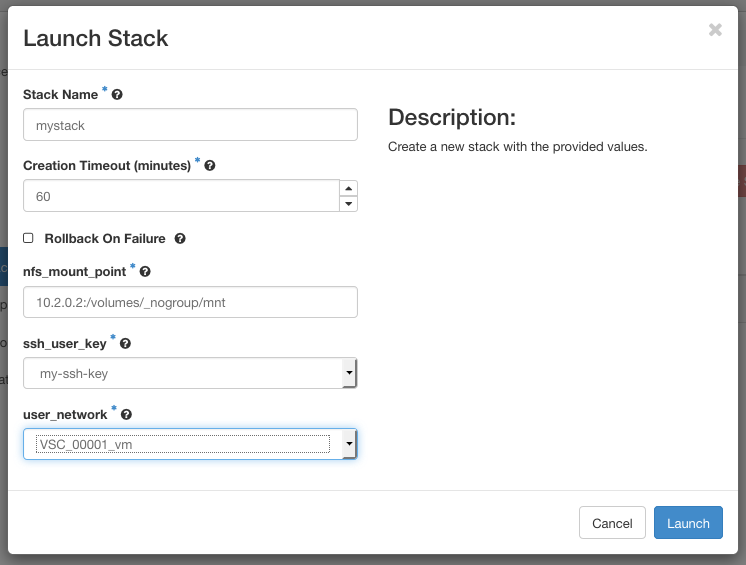 Launch Stack
Stack Name *
mystack
Description:
Create a new stack with the provided values.
Creation Timeout (minutes) *
60
Rollback On Failure
nfs_mount_point *
10.2.0.2:/volumes/_nogroup/mnt
ssh_user_key *
my-ssh-key
user_network *
VSC_00001_vm
Cancel
Launch